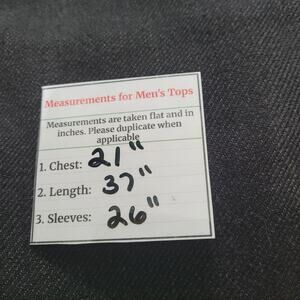 Measurements for Men's Tops
Measurements are taken flat and in
inches. Please duplicate when
applicable
1. Chest: 21"
2. Length: 37"
3. Sleeves: 26"